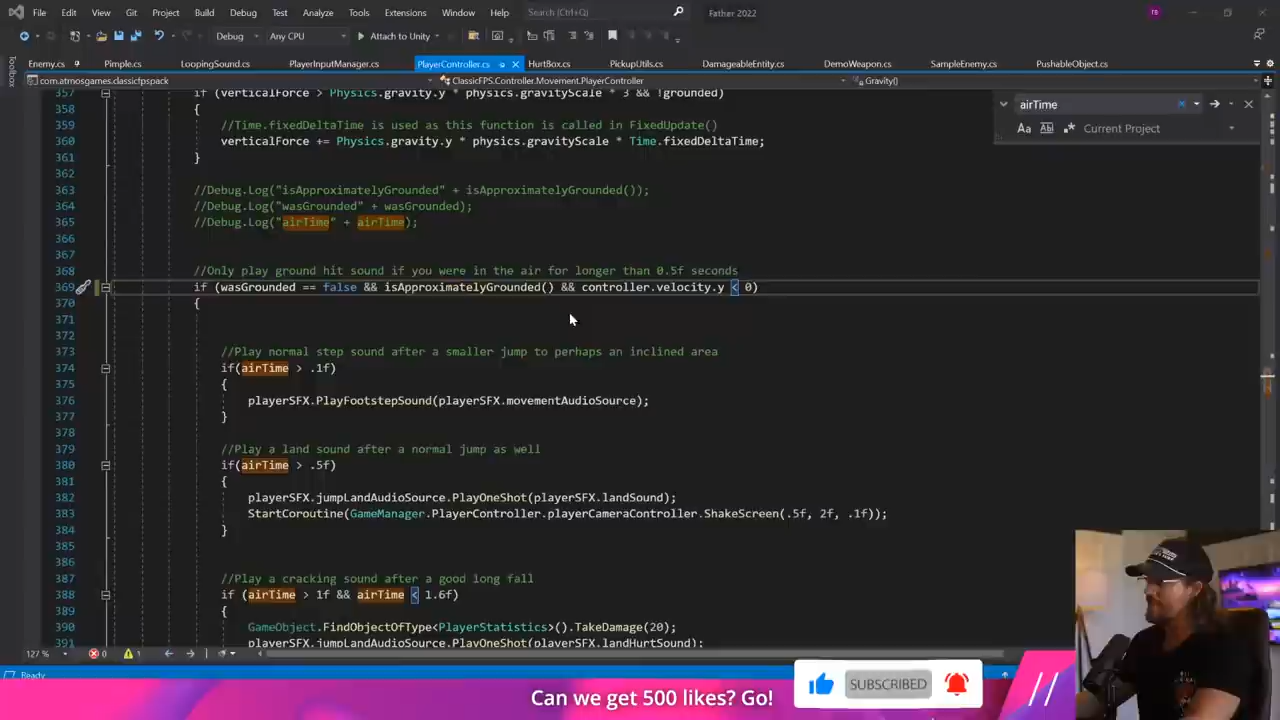 File Edit View Git Project Build Debug Test Analyze Tools Extensions Window Help Search (Ctrl+Q) Father 2022
Debug Any CPU Attach to Unity
Toolbox
Enemy.cs Pimple.cs LoopingSound.cs PlayerInputManager.cs PlayerController.cs HurtBox.cs PickupUtils.cs DamageableEntity.cs DemoWeapon.cs SampleEnemy.cs PushableObject.cs
com.atmosgames.classicfpspack ClassicFPS.Controller.Movement.PlayerController Gravity()
airTime
Aa Ab Current Project
357 if (verticalForce > Physics.gravity.y * physics.gravityScale * 3 && !grounded)
358 {
359 //Time.fixedDeltaTime is used as this function is called in FixedUpdate()
360 verticalForce += Physics.gravity.y * physics.gravityScale * Time.fixedDeltaTime;
361 }
362
363 //Debug.Log("isApproximatelyGrounded" + isApproximatelyGrounded());
364 //Debug.Log("wasGrounded" + wasGrounded);
365 //Debug.Log("airTime" + airTime);
366
367
368 //Only play ground hit sound if you were in the air for longer than 0.5f seconds
369 if (wasGrounded == false && isApproximatelyGrounded() && controller.velocity.y < 0)
370 {
371
372
373 //Play normal step sound after a smaller jump to perhaps an inclined area
374 if(airTime > .1f)
375 {
376 playerSFX.PlayFootstepSound(playerSFX.movementAudioSource);
377 }
378
379 //Play a land sound after a normal jump as well
380 if(airTime > .5f)
381 {
382 playerSFX.jumpLandAudioSource.PlayOneShot(playerSFX.landSound);
383 StartCoroutine(GameManager.PlayerController.playerCameraController.ShakeScreen(.5f, 2f, .1f));
384 }
385
386
387 //Play a cracking sound after a good long fall
388 if (airTime > 1f && airTime < 1.6f)
389 {
390 GameObject.FindObjectOfType<PlayerStatistics>().TakeDamage(20);
391 playerSFX.jumpLandAudioSource.PlayOneShot(playerSFX.landHurtSound);
127 % 0 1
Ready
Can we get 500 likes? Go! SUBSCRIBED //